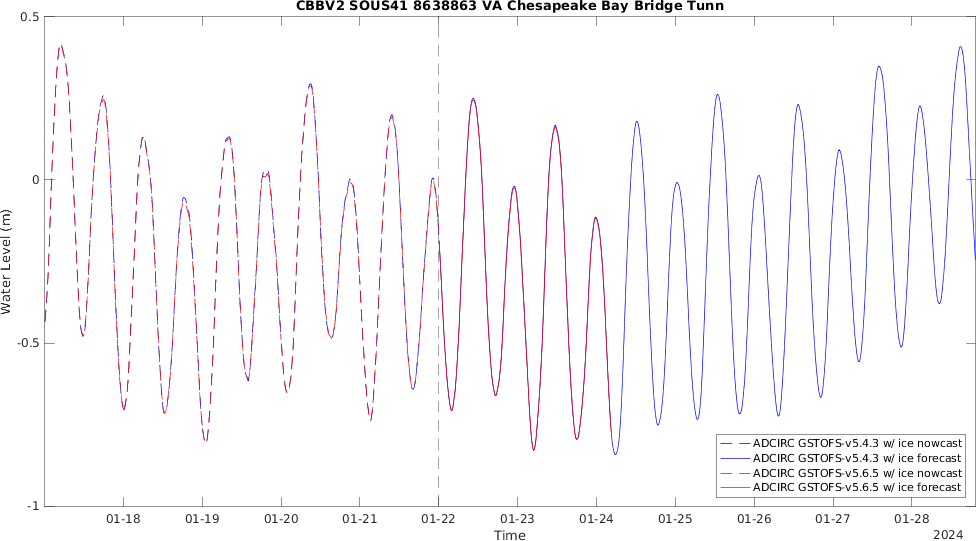 CBBV2 SOUS41 8638863 VA Chesapeake Bay Bridge Tunn
0.5
0
-0.5
-1
Water Level (m)
ADCIRC GSTOFS-v5.4.3 w/ ice nowcast
ADCIRC GSTOFS-v5.4.3 w/ ice forecast
ADCIRC GSTOFS-v5.6.5 w/ ice nowcast
ADCIRC GSTOFS-v5.6.5 w/ ice forecast
01-18 01-19 01-20 01-21 01-22 01-23 01-24 01-25 01-26 01-27 01-28
Time
2024